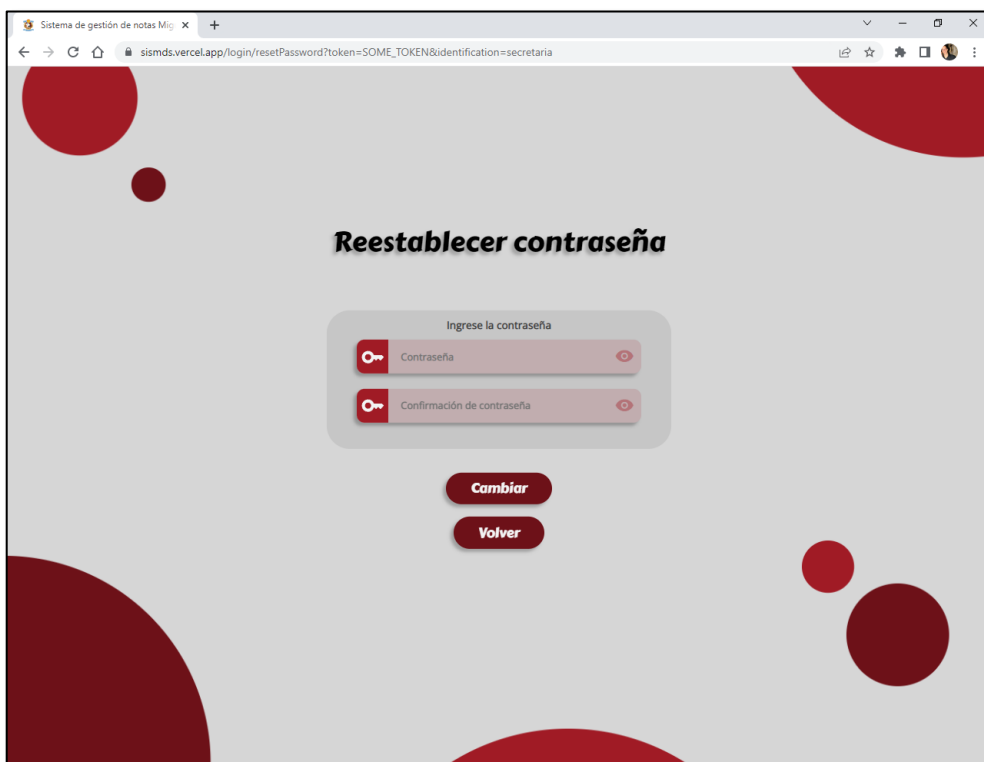 Sistema de gestión de notas Mig
sismds.vercel.app/login/resetPassword?token=SOME_TOKEN&identification=secretaria
Reestablecer contraseña
Ingrese la contraseña
Contraseña
Confirmación de contraseña
Cambiar
Volver